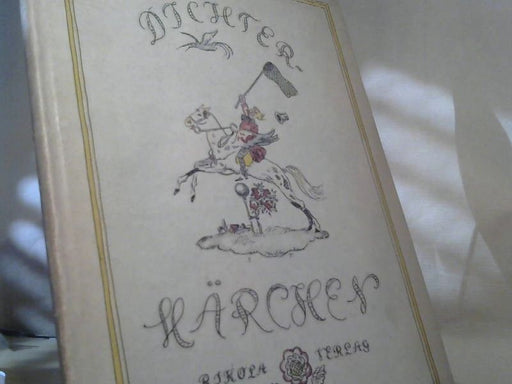 DICHTER-
MÄRCHEN
RIKOLA VERLAG